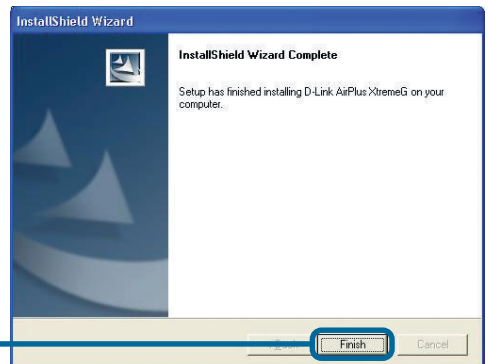 InstallShield Wizard
InstallShield Wizard Complete
Setup has finished installing D-Link AirPlus XtremeG on your
computer.
Finish
Cancel